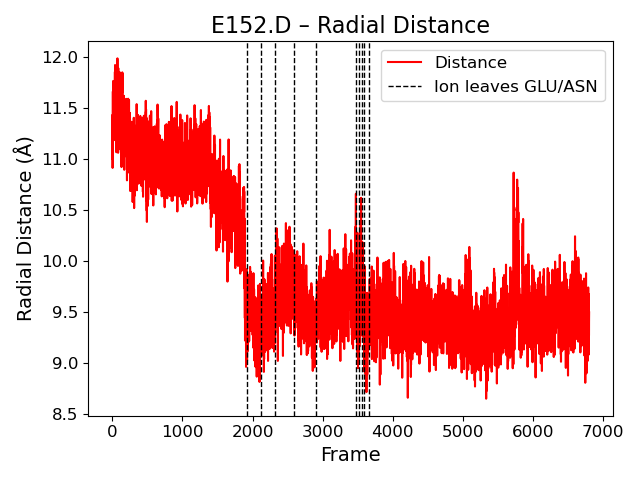 E152.D – Radial Distance
Distance
Ion leaves GLU/ASN
Radial Distance (Å)
12.0
11.5
11.0
10.5
10.0
9.5
9.0
8.5
0 1000 2000 3000 4000 5000 6000 7000
Frame